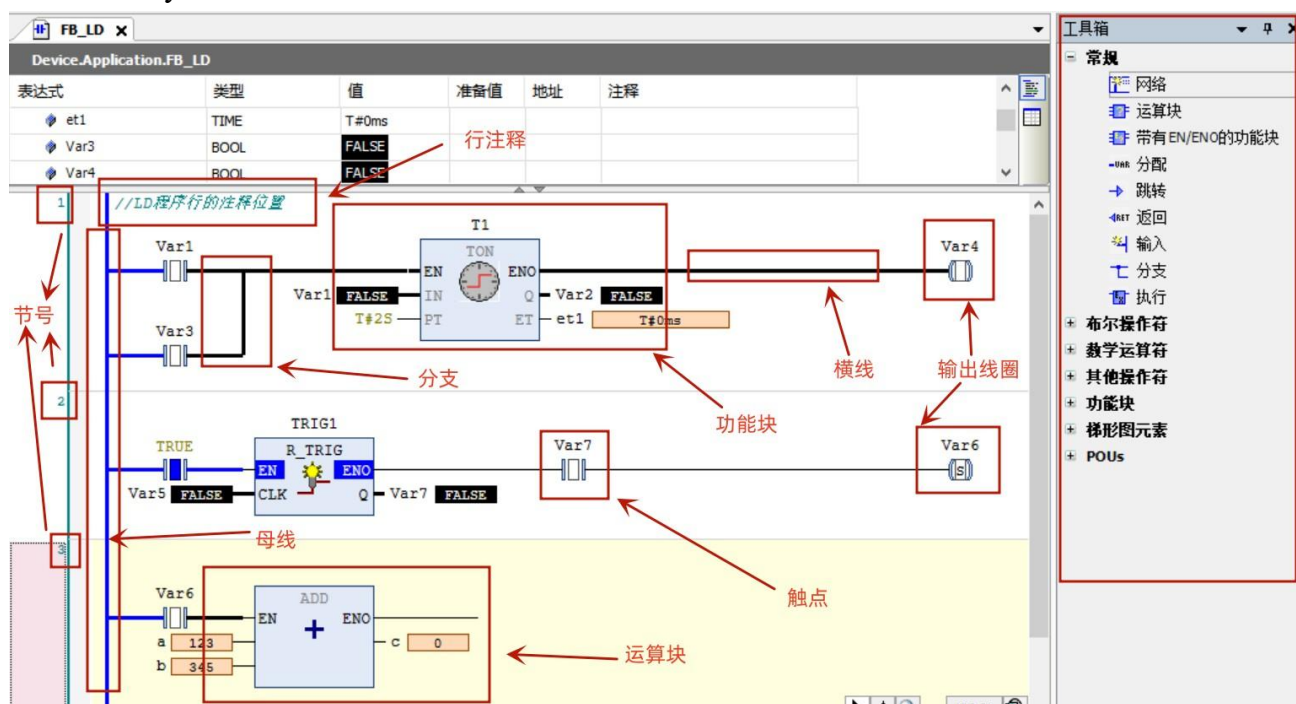 FB_LD
工具箱
Device.Application.FB_LD
常规
表达式 类型 值 准备值 地址 注释
网络
et1 TIME T#0ms
运算块
Var3 BOOL FALSE
行注释
带有EN/ENO的功能块
Var4 BOOL FALSE
分配
跳转
返回
输入
分支
执行
布尔操作符
数学运算符
其他操作符
功能块
梯形图元素
POUs
1 //LD程序行的注释位置
T1
Var1 TON Var4
EN ENO
Var1 FALSE IN Q Var2 FALSE
T#2S PT ET et1 T#0ms
节号
Var3
分支
横线
输出线圈
功能块
2
TRIG1
TRUE R_TRIG Var7 Var6
EN ENO S
Var5 FALSE CLK Q Var7 FALSE
母线
3
触点
Var6 ADD
EN ENO
a 123 c 0
b 345
运算块